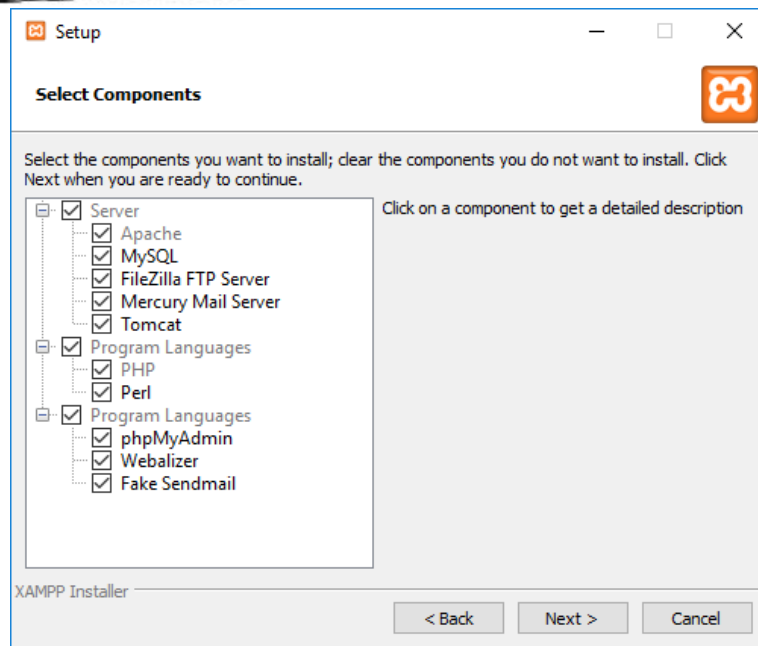 Setup
Select Components
Select the components you want to install; clear the components you do not want to install. Click
Next when you are ready to continue.
Click on a component to get a detailed description
Server
Apache
MySQL
FileZilla FTP Server
Mercury Mail Server
Tomcat
Program Languages
PHP
Perl
Program Languages
phpMyAdmin
Webalizer
Fake Sendmail
XAMPP Installer
< Back
Next >
Cancel